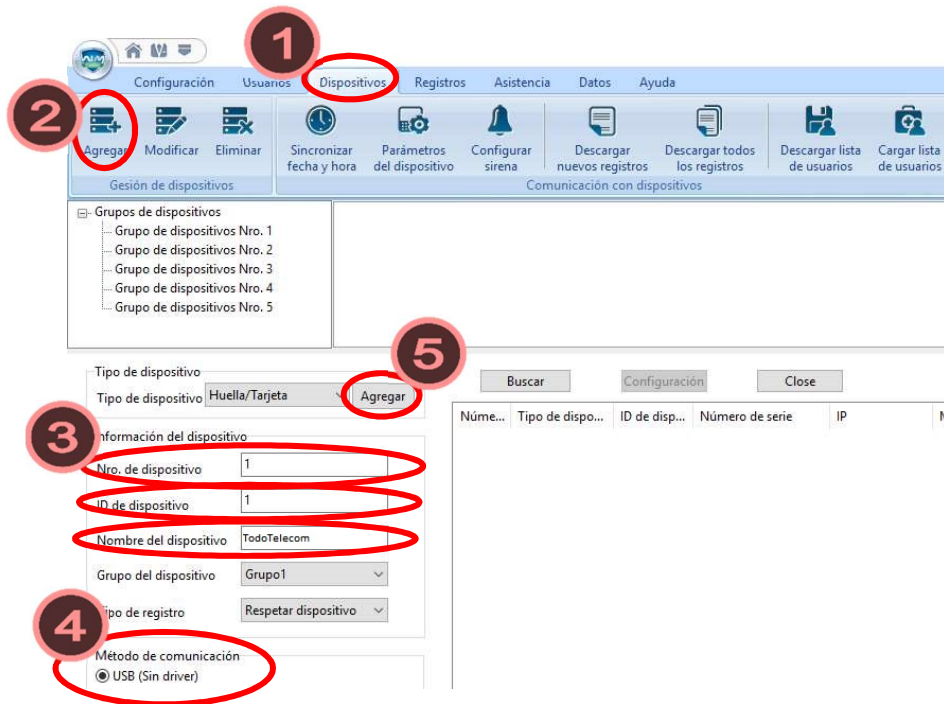 1
AIM
Configuración Usuarios Dispositivos Registros Asistencia Datos Ayuda
2
Agregar Modificar Eliminar Sincronizar fecha y hora Parámetros del dispositivo Configurar sirena Descargar nuevos registros Descargar todos los registros Descargar lista de usuarios Cargar lista de usuarios
Gestión de dispositivos Comunicación con dispositivos
Grupos de dispositivos
Grupo de dispositivos Nro. 1
Grupo de dispositivos Nro. 2
Grupo de dispositivos Nro. 3
Grupo de dispositivos Nro. 4
Grupo de dispositivos Nro. 5
5
Tipo de dispositivo
Tipo de dispositivo Huella/Tarjeta Agregar
Buscar Configuración Close
Núme... Tipo de dispo... ID de disp... Número de serie IP M
3
Información del dispositivo
Nro. de dispositivo 1
ID de dispositivo 1
Nombre del dispositivo TodoTelecom
Grupo del dispositivo Grupo1
Tipo de registro Respetar dispositivo
4
Método de comunicación
USB (Sin driver)